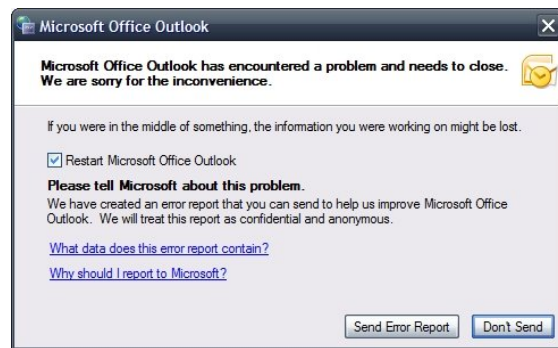 Microsoft Office Outlook
Microsoft Office Outlook has encountered a problem and needs to close.
We are sorry for the inconvenience.
If you were in the middle of something, the information you were working on might be lost.
Restart Microsoft Office Outlook
Please tell Microsoft about this problem.
We have created an error report that you can send to help us improve Microsoft Office
Outlook. We will treat this report as confidential and anonymous.
What data does this error report contain?
Why should I report to Microsoft?
Send Error Report
Don't Send